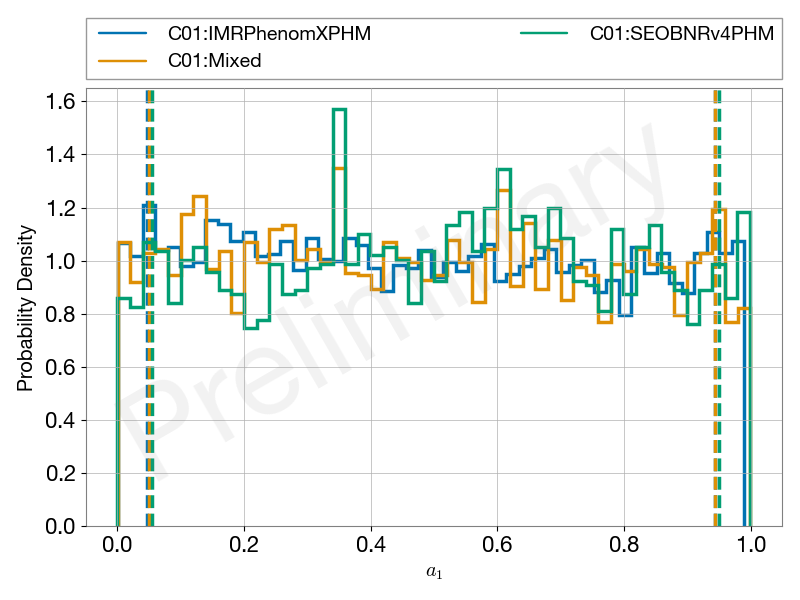 C01:IMRPhenomXPHM
C01:Mixed
C01:SEOBNRv4PHM
1.6
1.4
1.2
1.0
0.8
0.6
0.4
0.2
0.0
Probability Density
Preliminary
0.0 0.2 0.4 0.6 0.8 1.0
a₁